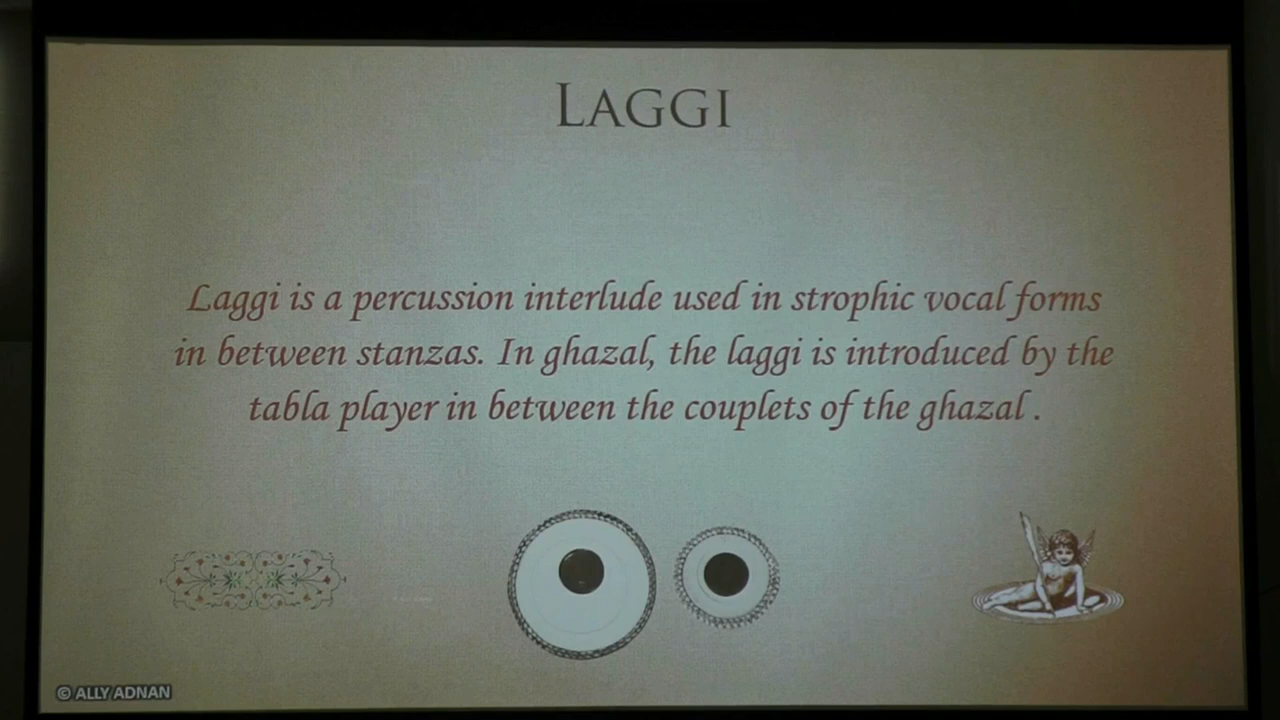 LAGGI
Laggi is a percussion interlude used in strophic vocal forms
in between stanzas. In ghazal, the laggi is introduced by the
tabla player in between the couplets of the ghazal .
© ALLY ADNAN